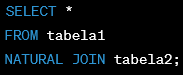 SELECT *
FROM tabela1
NATURAL JOIN tabela2;